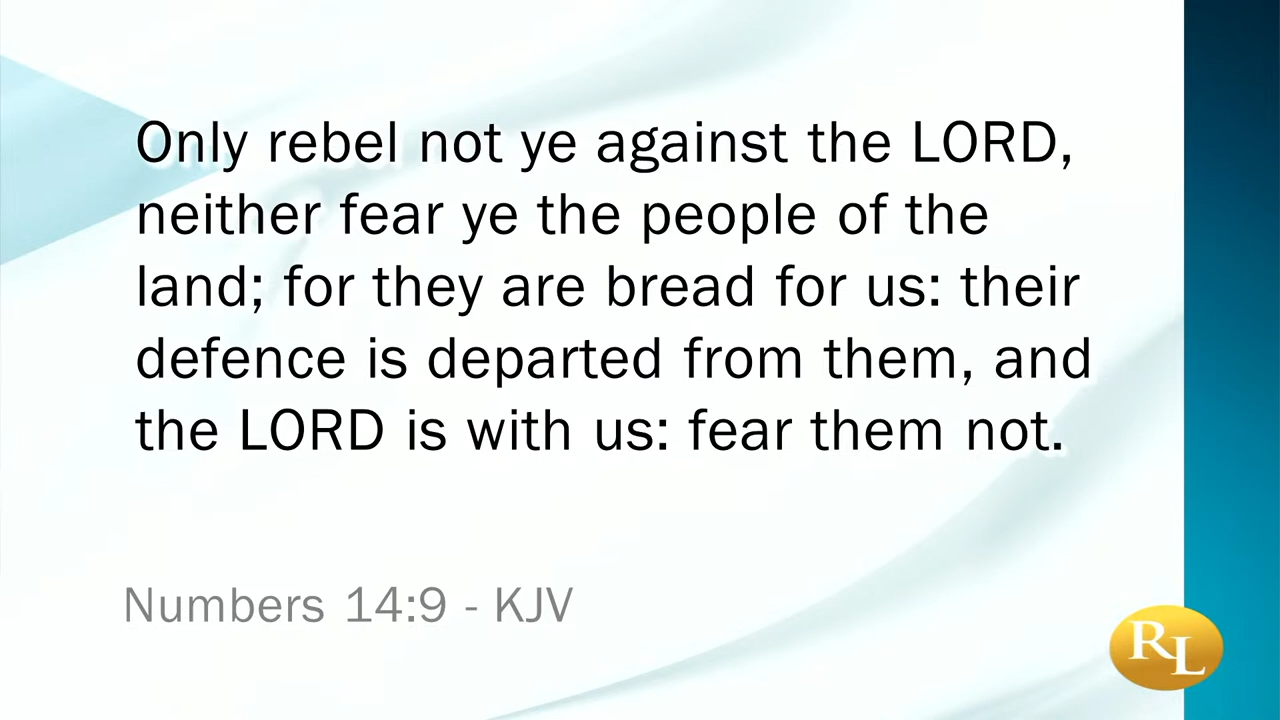 Only rebel not ye against the LORD,
neither fear ye the people of the
land; for they are bread for us: their
defence is departed from them, and
the LORD is with us: fear them not.
Numbers 14:9 - KJV
RL